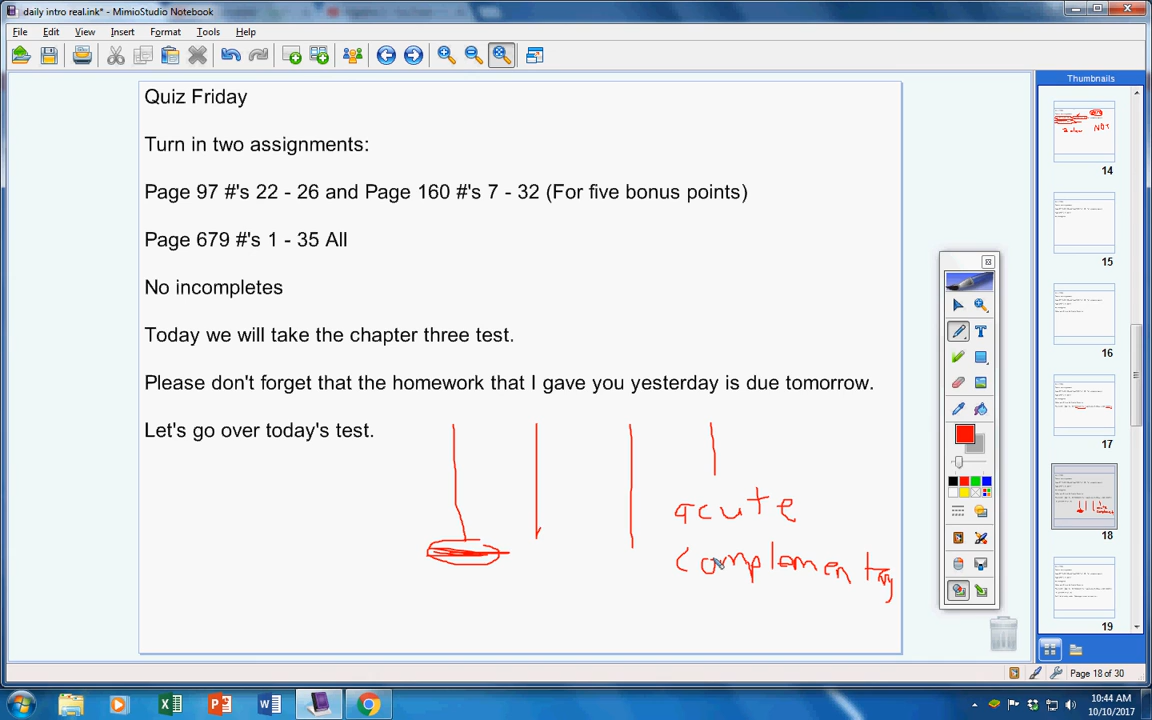 daily intro real.ink* - MimioStudio Notebook
File Edit View Insert Format Tools Help
Quiz Friday
Turn in two assignments:
Page 97 #'s 22 - 26 and Page 160 #'s 7 - 32 (For five bonus points)
Page 679 #'s 1 - 35 All
No incompletes
Today we will take the chapter three test.
Please don't forget that the homework that I gave you yesterday is due tomorrow.
Let's go over today's test.
acute
complementry
Thumbnails
14
15
16
17
18
19
Page 18 of 30
10:44 AM
10/10/2017